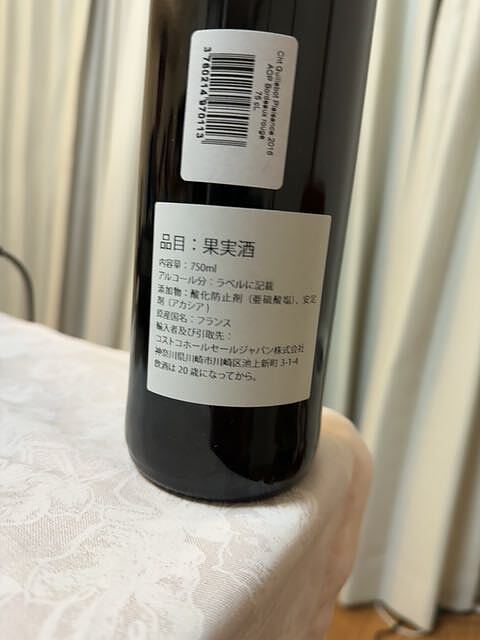 Cht Guillebot Plaisance 2016
AOP Bordeaux rouge
75 cL
3 760214 970113
品目：果実酒
内容量：750ml
アルコール分：ラベルに記載
添加物：酸化防止剤（亜硫酸塩）、安定
剤（アカシア）
原産国名：フランス
輸入者及び引取先：
コストコホールセールジャパン株式会社
神奈川県川崎市川崎区池上新町 3-1-4
飲酒は 20 歳になってから。